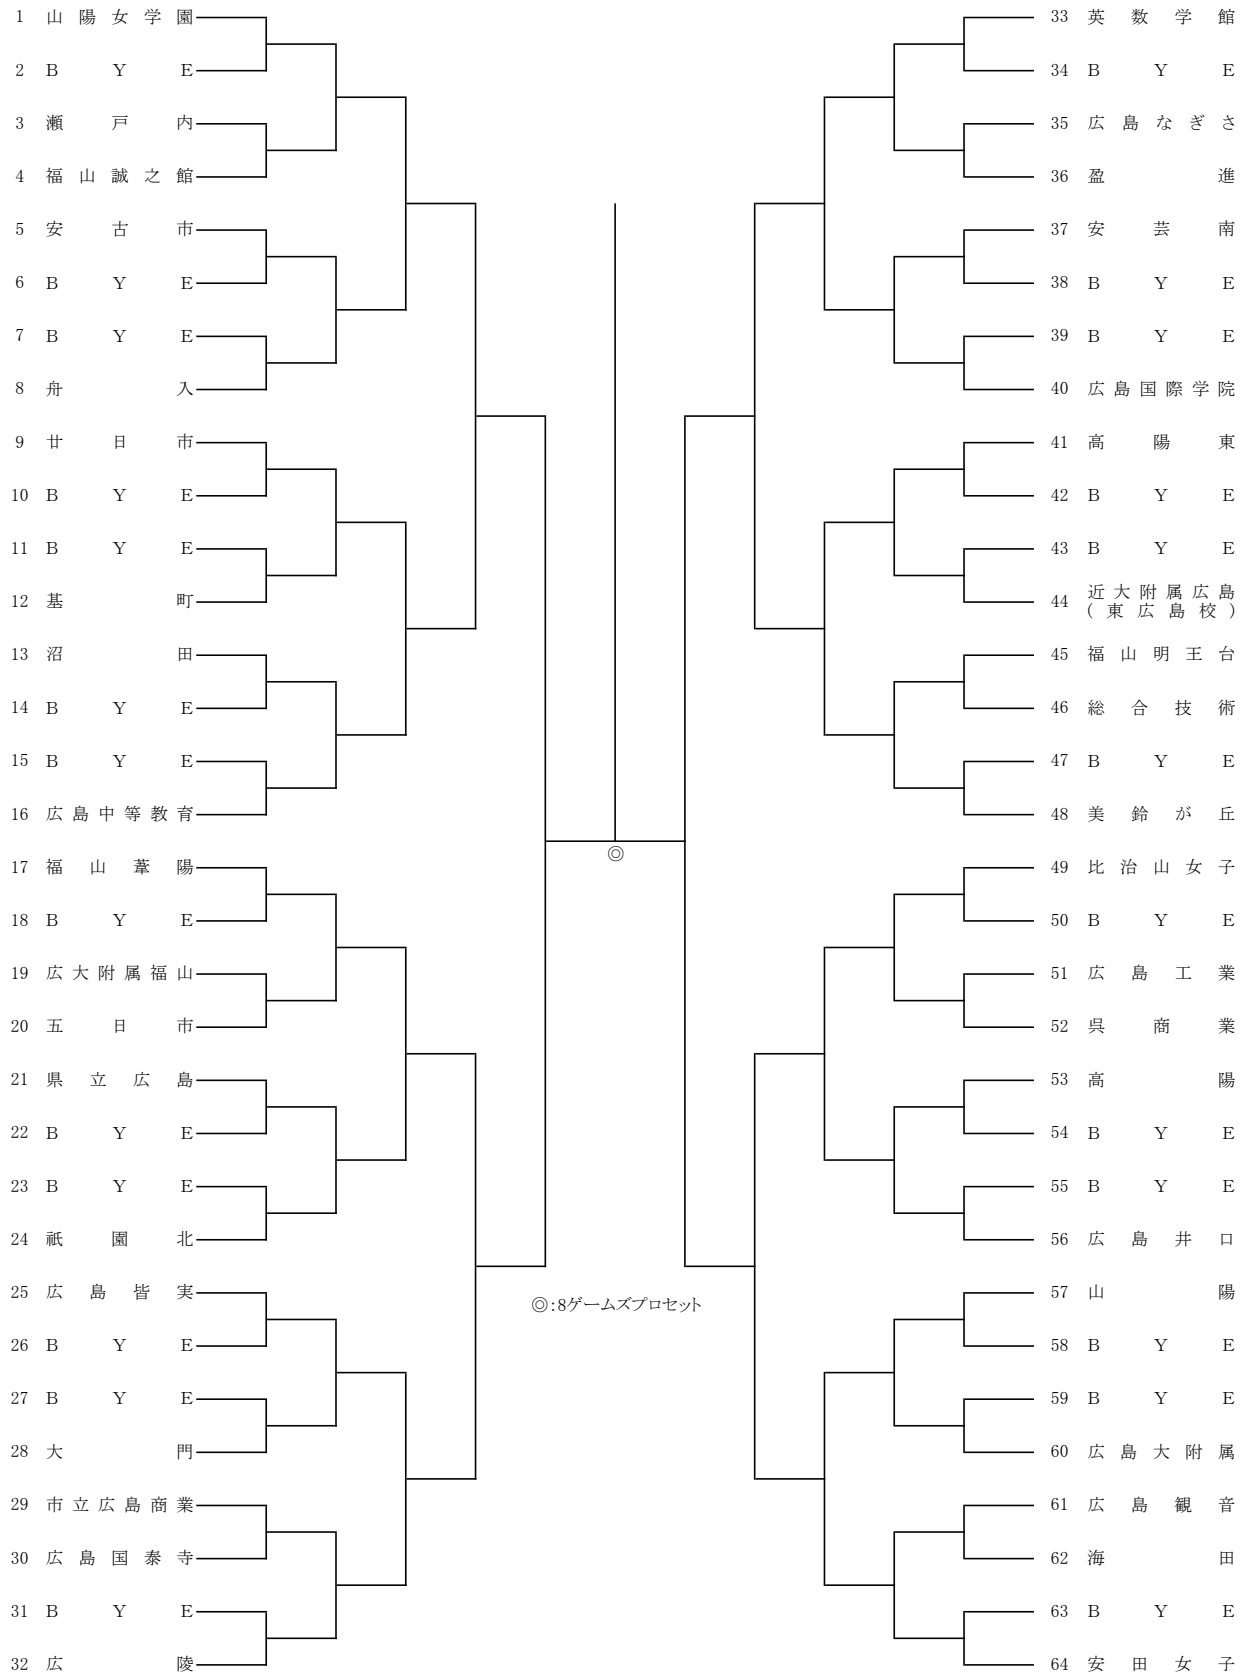 1 山陽女学園
2 BYE
3 瀬戸内
4 福山誠之館
5 安古市
6 BYE
7 BYE
8 舟入
9 廿日市
10 BYE
11 BYE
12 基町
13 沼田
14 BYE
15 BYE
16 広島中等教育
17 福山葦陽
18 BYE
19 広大附属福山
20 五日市
21 県立広島
22 BYE
23 BYE
24 祇園北
25 広島皆実
26 BYE
27 BYE
28 大門
29 市立広島商業
30 広島国泰寺
31 BYE
32 広陵
◎
◎:8ゲームズプロセット
33 英数学館
34 BYE
35 広島なぎさ
36 盈進
37 安芸南
38 BYE
39 BYE
40 広島国際学院
41 高陽東
42 BYE
43 BYE
44 近大附属広島
(東広島校)
45 福山明王台
46 総合技術
47 BYE
48 美鈴が丘
49 比治山女子
50 BYE
51 広島工業
52 呉商業
53 高陽
54 BYE
55 BYE
56 広島井口
57 山陽
58 BYE
59 BYE
60 広島大附属
61 広島観音
62 海田
63 BYE
64 安田女子